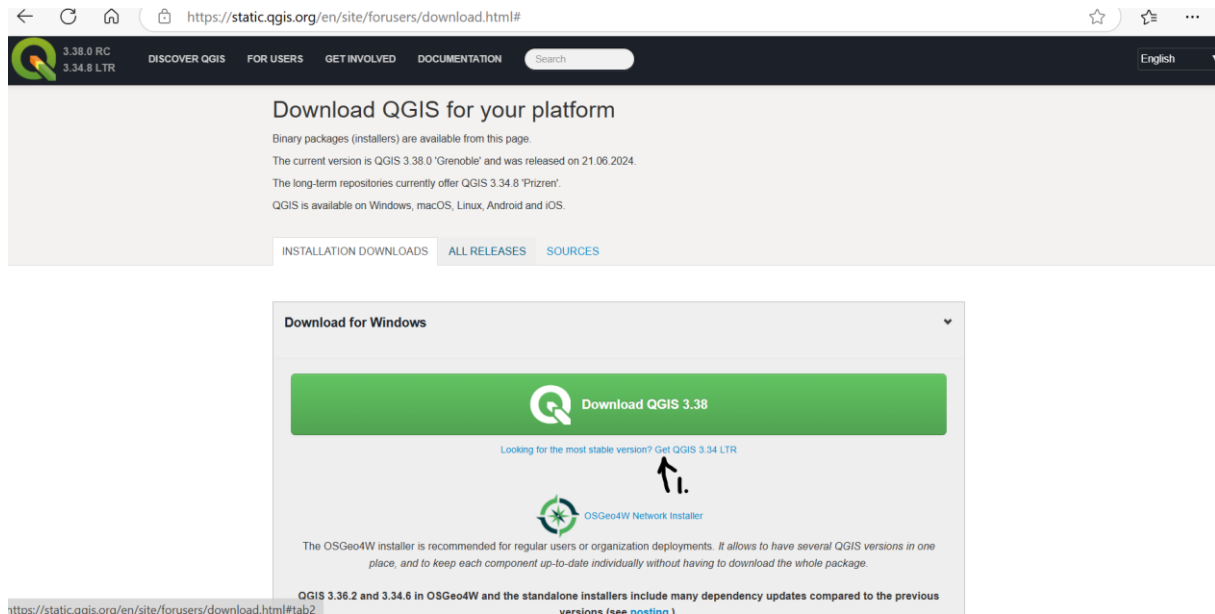 https://static.qgis.org/en/site/forusers/download.html#
3.38.0 RC
3.34.8 LTR
DISCOVER QGIS FOR USERS GET INVOLVED DOCUMENTATION Search English
Download QGIS for your platform
Binary packages (installers) are available from this page.
The current version is QGIS 3.38.0 'Grenoble' and was released on 21.06.2024.
The long-term repositories currently offer QGIS 3.34.8 'Prizren'.
QGIS is available on Windows, macOS, Linux, Android and iOS.
INSTALLATION DOWNLOADS ALL RELEASES SOURCES
Download for Windows
Download QGIS 3.38
Looking for the most stable version? Get QGIS 3.34 LTR
1.
OSGeo4W Network Installer
The OSGeo4W installer is recommended for regular users or organization deployments. It allows to have several QGIS versions in one
place, and to keep each component up-to-date individually without having to download the whole package.
QGIS 3.36.2 and 3.34.6 in OSGeo4W and the standalone installers include many dependency updates compared to the previous
versions (see posting.)
https://static.qgis.org/en/site/forusers/download.html#tab2